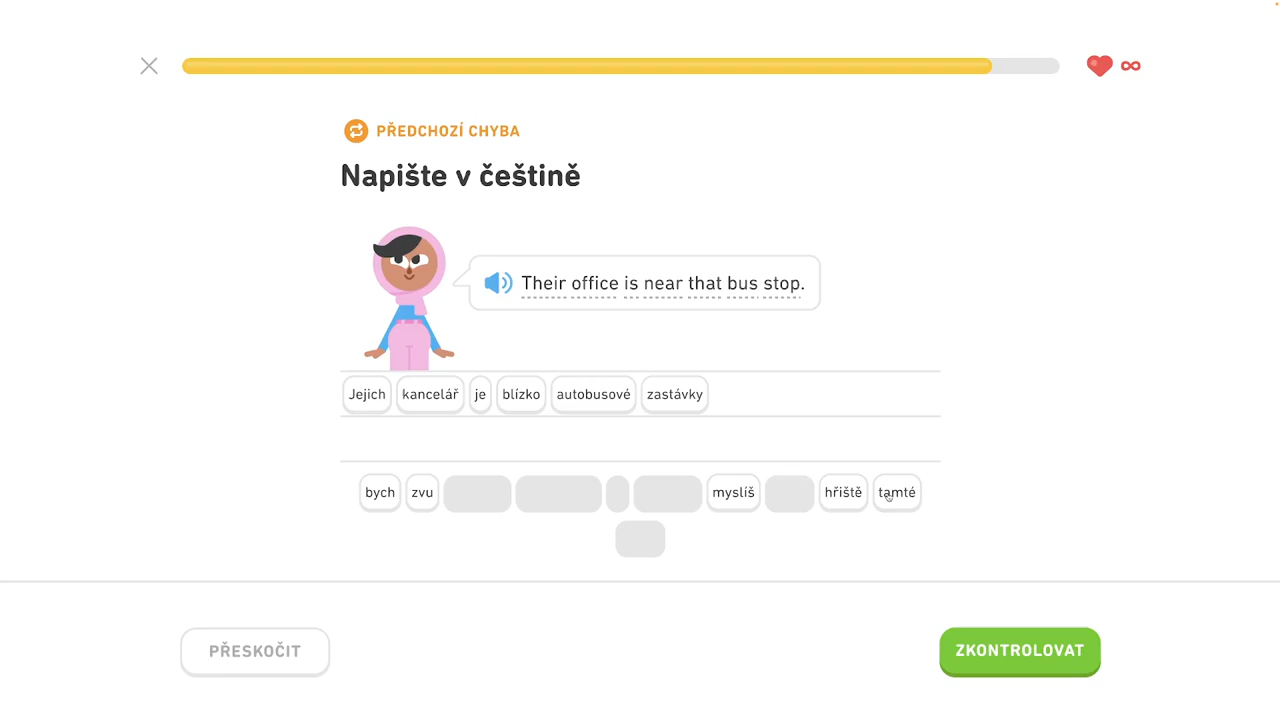 ∞
PŘEDCHOZÍ CHYBA
Napište v češtině
Their office is near that bus stop.
Jejich kancelář je blízko autobusové zastávky
bych zvu myslíš hřiště tamté
PŘESKOČIT
ZKONTROLOVAT